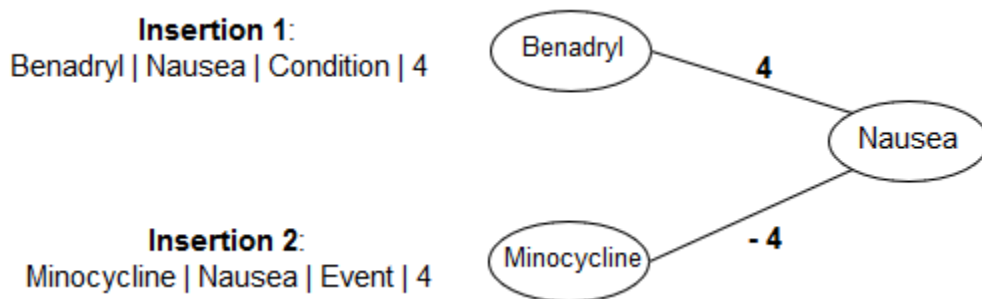 Insertion 1:
Benadryl | Nausea | Condition | 4
Benadryl
4
Nausea
Insertion 2:
Minocycline | Nausea | Event | 4
Minocycline
- 4